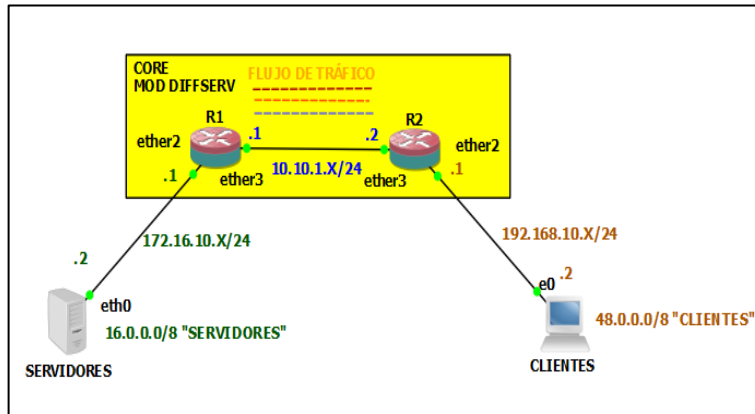 CORE
MOD DIFFSERV
FLUJO DE TRÁFICO
R1
R2
ether2
.1
.2
ether2
.1
ether3
10.10.1.X/24
ether3
.1
172.16.10.X/24
192.168.10.X/24
.2
.2
eth0
e0
16.0.0.0/8 "SERVIDORES"
48.0.0.0/8 "CLIENTES"
SERVIDORES
CLIENTES